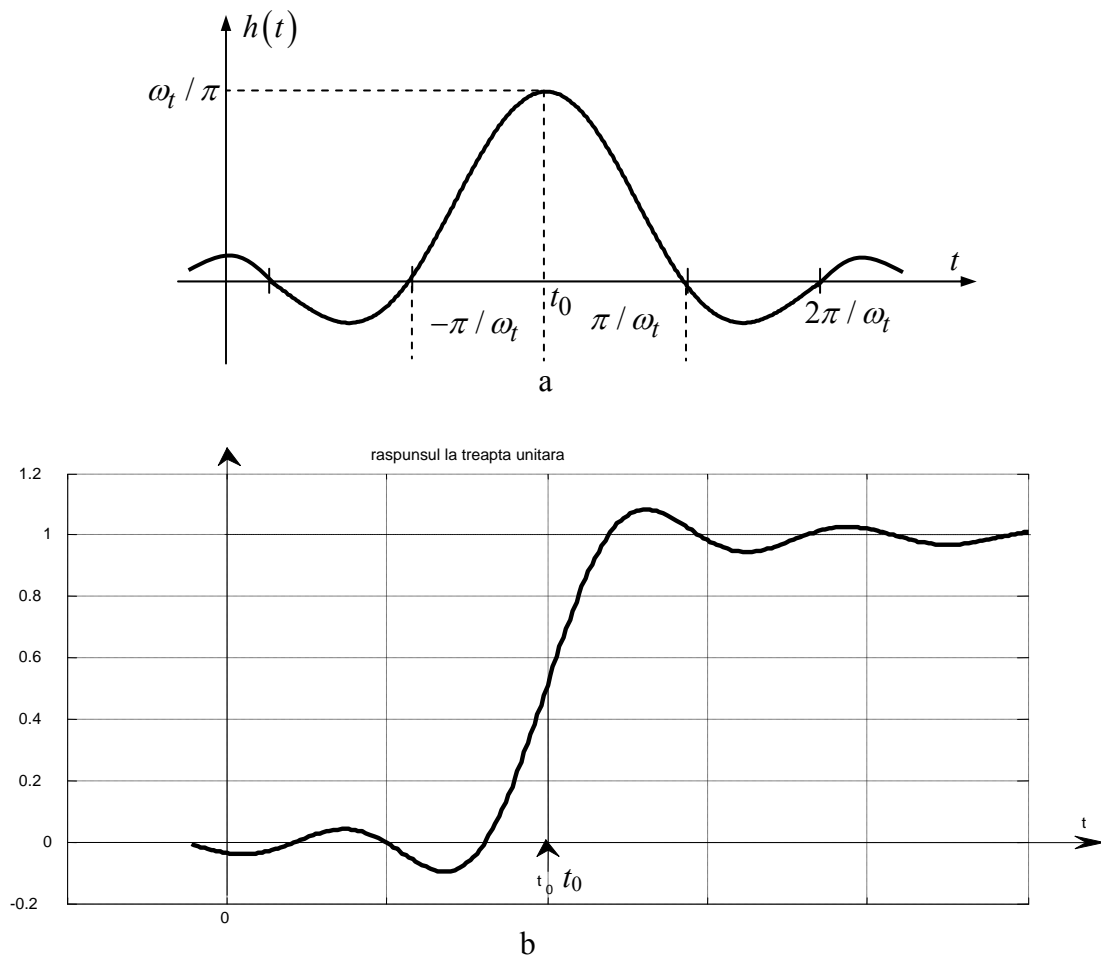 h(t)
ω_t / π
t
t_0
−π / ω_t
π / ω_t
2π / ω_t
a
raspunsul la treapta unitara
1.2
1
0.8
0.6
0.4
0.2
0
-0.2
t
t_0 t_0
0
b